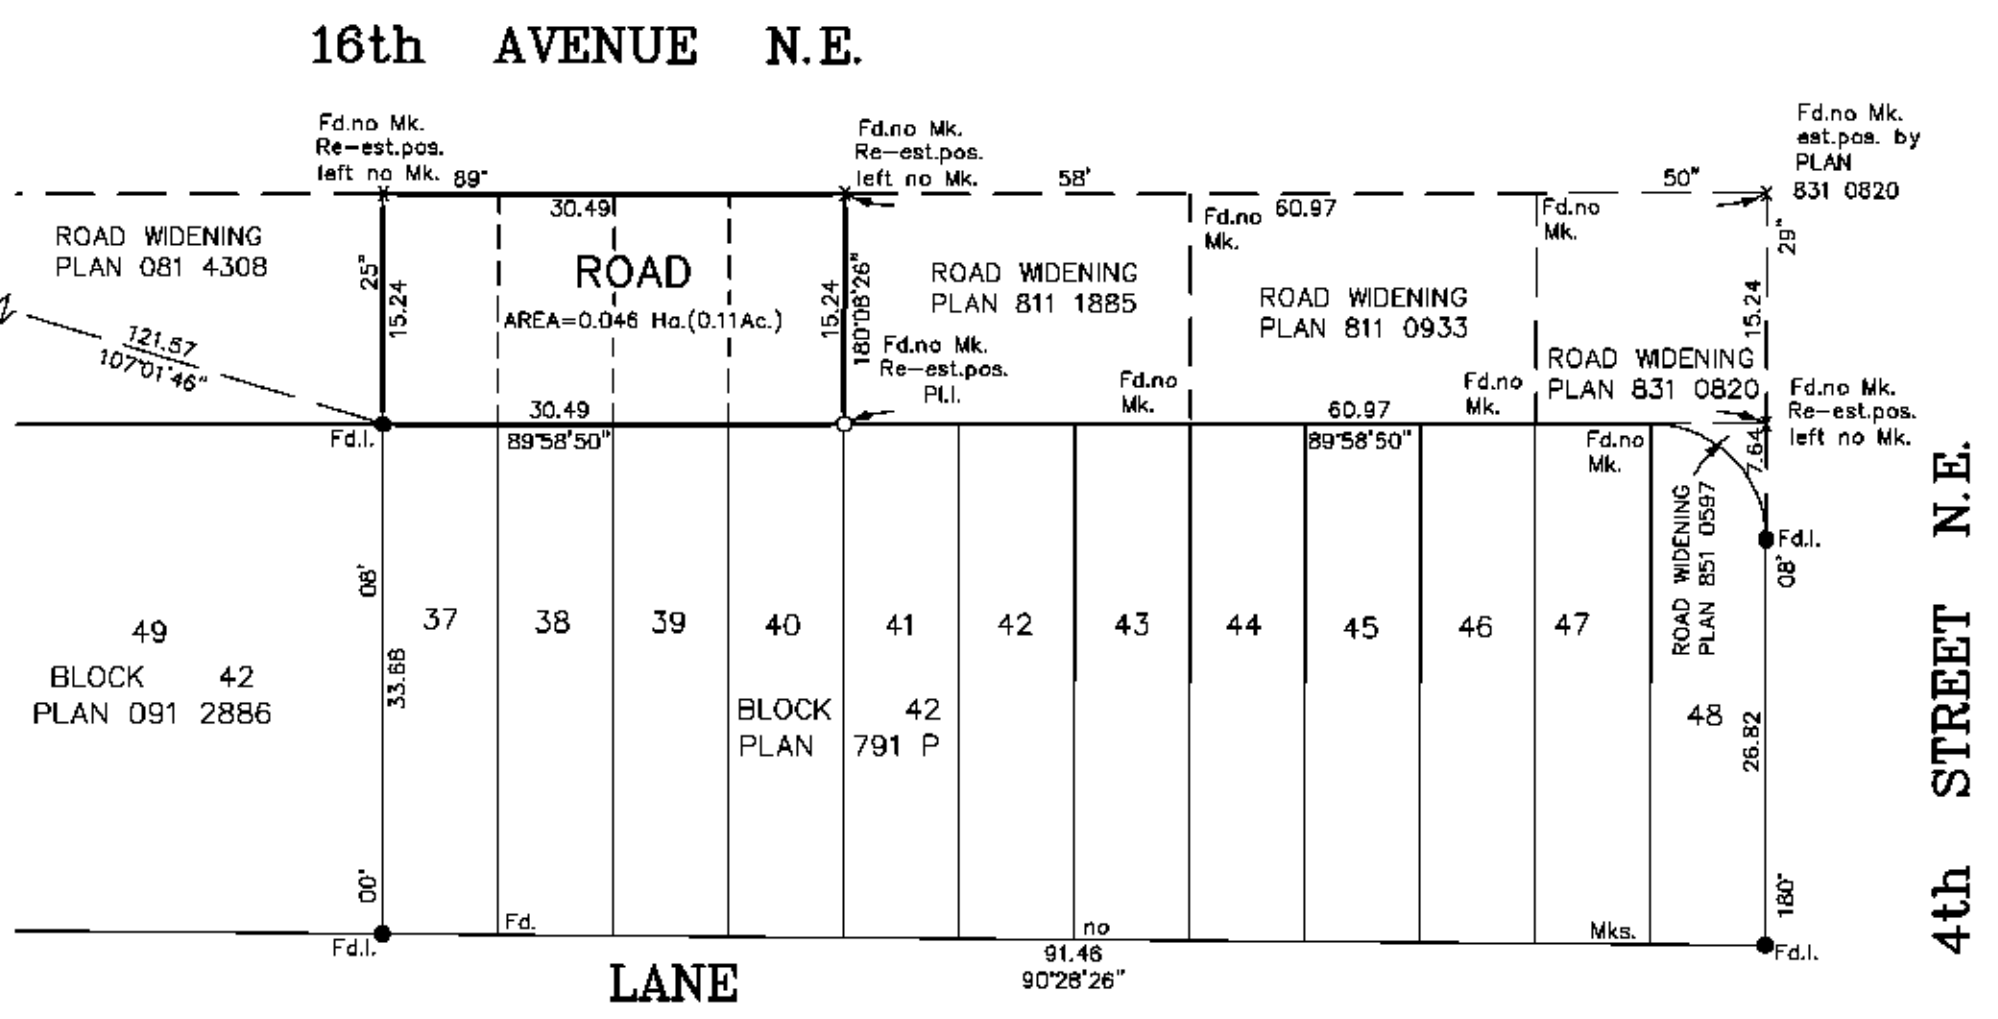 16th AVENUE N.E.
Fd.no Mk.
Re-est.pos.
left no Mk.
Fd.no Mk.
Re-est.pos.
left no Mk.
Fd.no Mk.
est.pos. by
PLAN
831 0820
89°
58'
50"
30.49
60.97
Fd.no
Mk.
Fd.no
Mk.
29"
ROAD WIDENING
PLAN 081 4308
25"
15.24
ROAD
AREA=0.046 Ha.(0.11Ac.)
15.24
180°08'26"
ROAD WIDENING
PLAN 811 1885
ROAD WIDENING
PLAN 811 0933
15.24
121.57
107°01'46"
Fd.no Mk.
Re-est.pos.
Pl.I.
Fd.no
Mk.
Fd.no
Mk.
ROAD WIDENING
PLAN 831 0820
Fd.no Mk.
Re-est.pos.
left no Mk.
30.49
60.97
Fd.I.
89°58'50"
89°58'50"
Fd.no
Mk.
7.64
ROAD WIDENING
PLAN 851 0597
Fd.I.
08'
08'
37
38
39
40
41
42
43
44
45
46
47
48
49
BLOCK 42
PLAN 091 2886
33.68
BLOCK 42
PLAN 791 P
26.82
4th STREET N.E.
00"
180°
Fd.I.
Fd.
no
Mks.
Fd.I.
91.46
90°28'26"
LANE